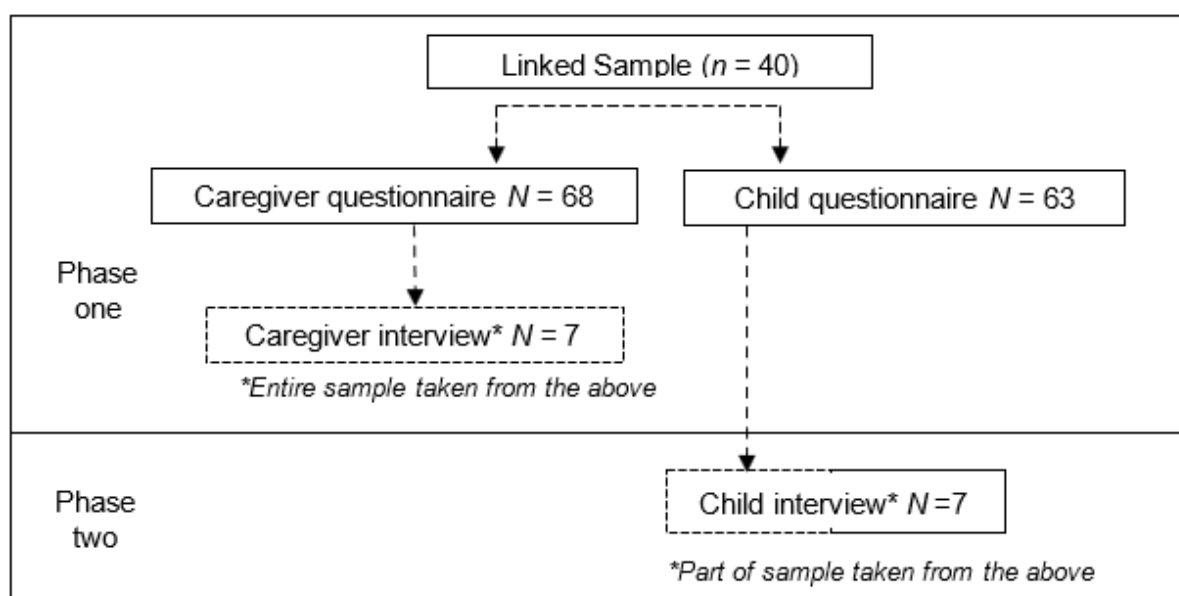 Linked Sample (n = 40)
Caregiver questionnaire N = 68
Child questionnaire N = 63
Phase
one
Caregiver interview* N = 7
*Entire sample taken from the above
Phase
two
Child interview* N =7
*Part of sample taken from the above